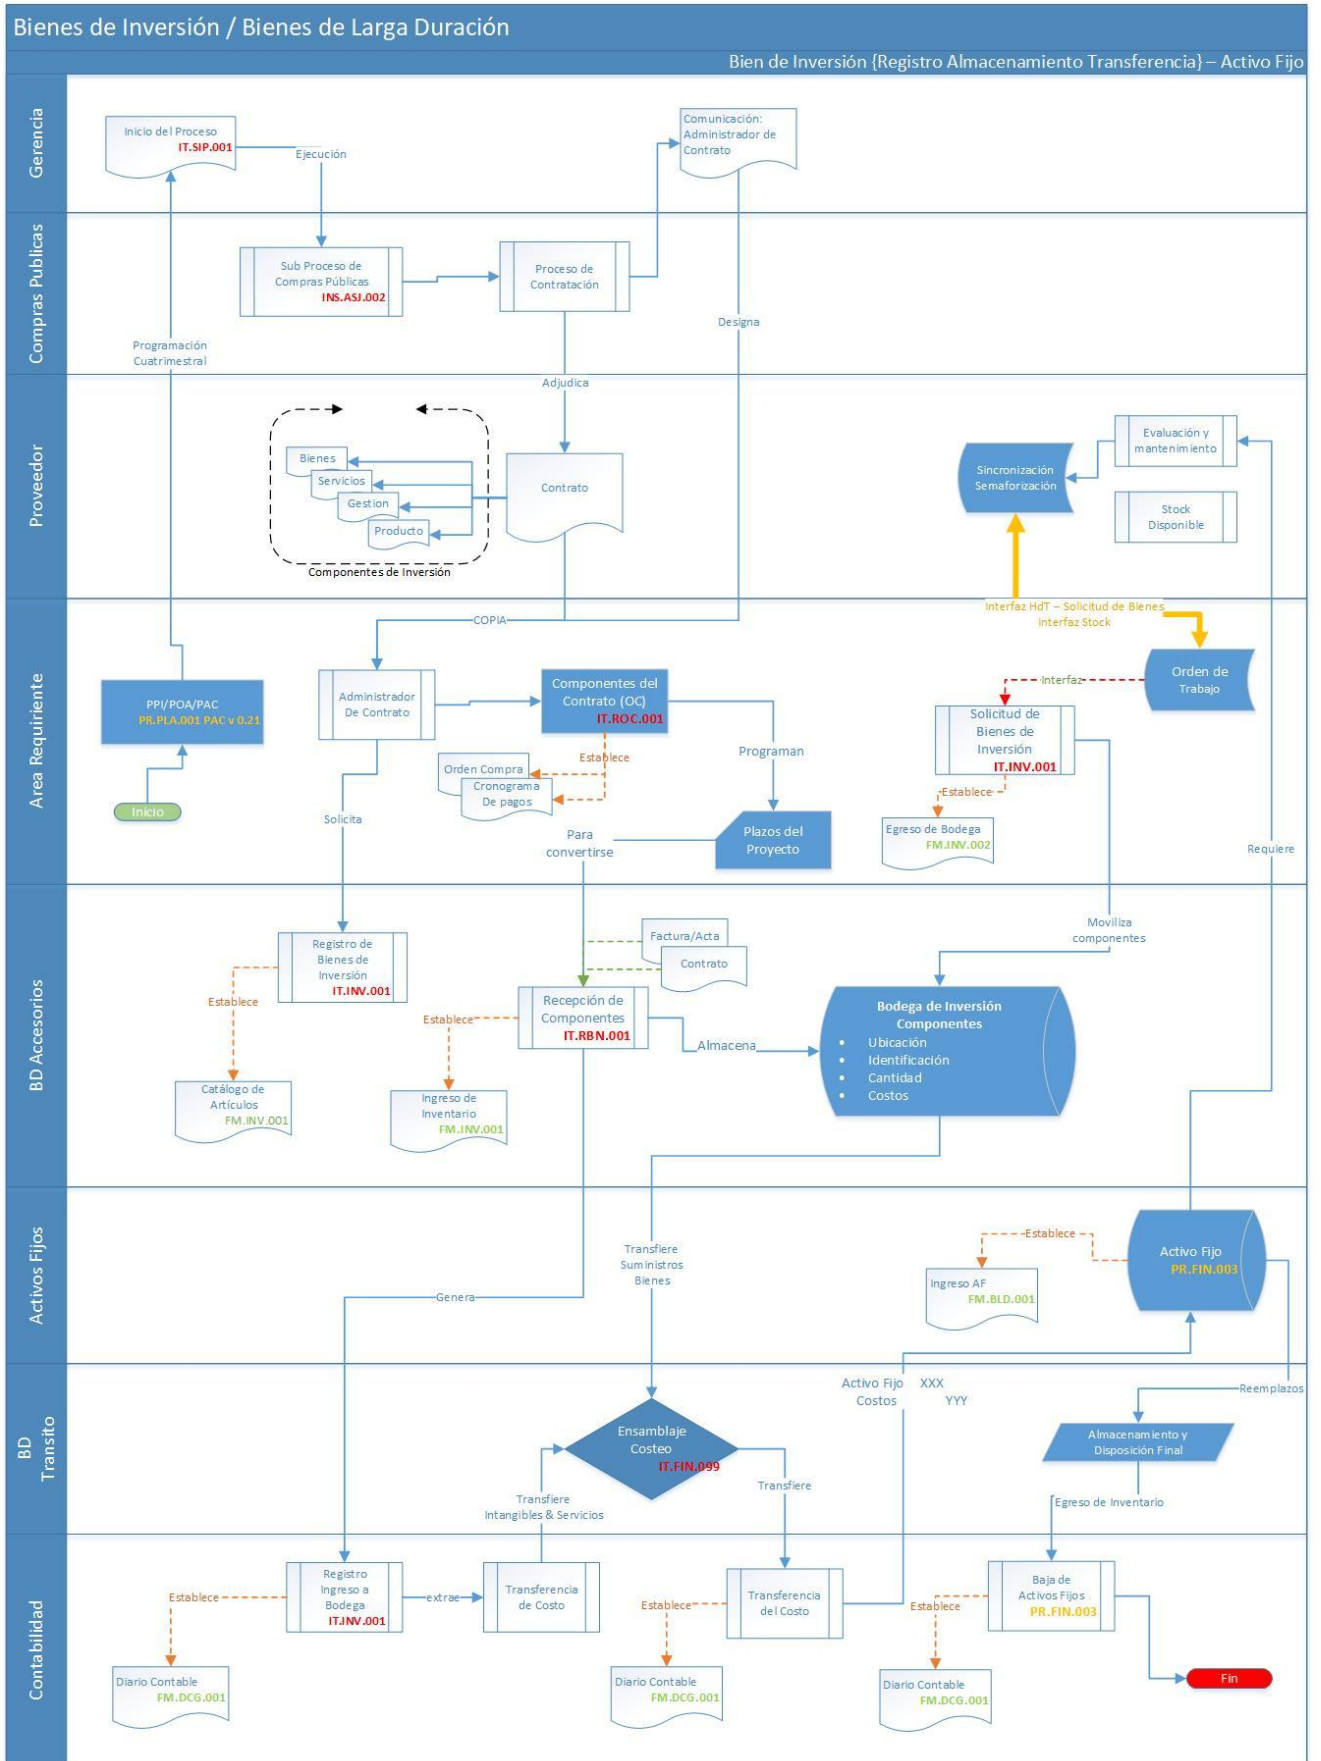 Bienes de Inversión / Bienes de Larga Duración
Bien de Inversión {Registro Almacenamiento Transferencia} – Activo Fijo
Gerencia
Inicio del Proceso
IT.SIP.001
Ejecución
Comunicación:
Administrador de
Contrato
Compras Publicas
Sub Proceso de
Compras Públicas
INS.ASJ.002
Proceso de
Contratación
Designa
Programación
Cuatrimestral
Adjudica
Proveedor
Bienes
Servicios
Gestion
Producto
Componentes de Inversión
Contrato
Sincronización
Semaforización
Evaluación y
mantenimiento
Stock
Disponible
Interfaz HdT – Solicitud de Bienes
Interfaz Stock
Area Requiriente
COPIA
PPI/POA/PAC
PR.PLA.001 PAC v 0.21
Inicio
Administrador
De Contrato
Componentes del
Contrato (OC)
IT.ROC.001
Establece
Orden Compra
Cronograma
De pagos
Programan
Plazos del
Proyecto
Para
convertirse
Solicita
Orden de
Trabajo
Interfaz
Solicitud de
Bienes de
Inversión
IT.INV.001
Establece
Egreso de Bodega
FM.INV.002
Requiere
BD Accesorios
Registro de
Bienes de
Inversión
IT.INV.001
Establece
Catálogo de
Artículos
FM.INV.001
Factura/Acta
Contrato
Recepción de
Componentes
IT.RBN.001
Establece
Ingreso de
Inventario
FM.INV.001
Almacena
Moviliza
componentes
Bodega de Inversión
Componentes
• Ubicación
• Identificación
• Cantidad
• Costos
Activos Fijos
Genera
Transfiere
Suministros
Bienes
Establece
Ingreso AF
FM.BLD.001
Activo Fijo
PR.FIN.003
BD
Transito
Activo Fijo XXX
Costos YYY
Reemplazos
Ensamblaje
Costeo
IT.FIN.099
Transfiere
Transfiere
Intangibles & Servicios
Almacenamiento y
Disposición Final
Egreso de Inventario
Contabilidad
Registro
Ingreso a
Bodega
IT.INV.001
Establece
Diario Contable
FM.DCG.001
extrae
Transferencia
de Costo
Transferencia
del Costo
Establece
Diario Contable
FM.DCG.001
Baja de
Activos Fijos
PR.FIN.003
Establece
Diario Contable
FM.DCG.001
Fin